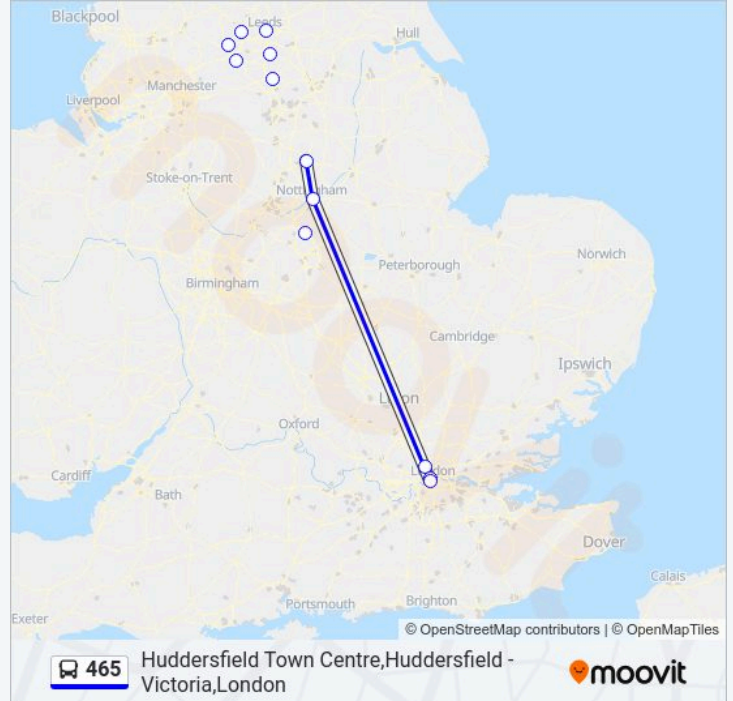 Blackpool
Leeds
Hull
Manchester
Liverpool
Stoke-on-Trent
Nottingham
Norwich
Peterborough
Birmingham
Cambridge
Ipswich
Luton
Oxford
London
Cardiff
Bath
Dover
Calais
Portsmouth
Brighton
Exeter
© OpenStreetMap contributors | © OpenMapTiles
465
Huddersfield Town Centre,Huddersfield -
Victoria,London
moovit